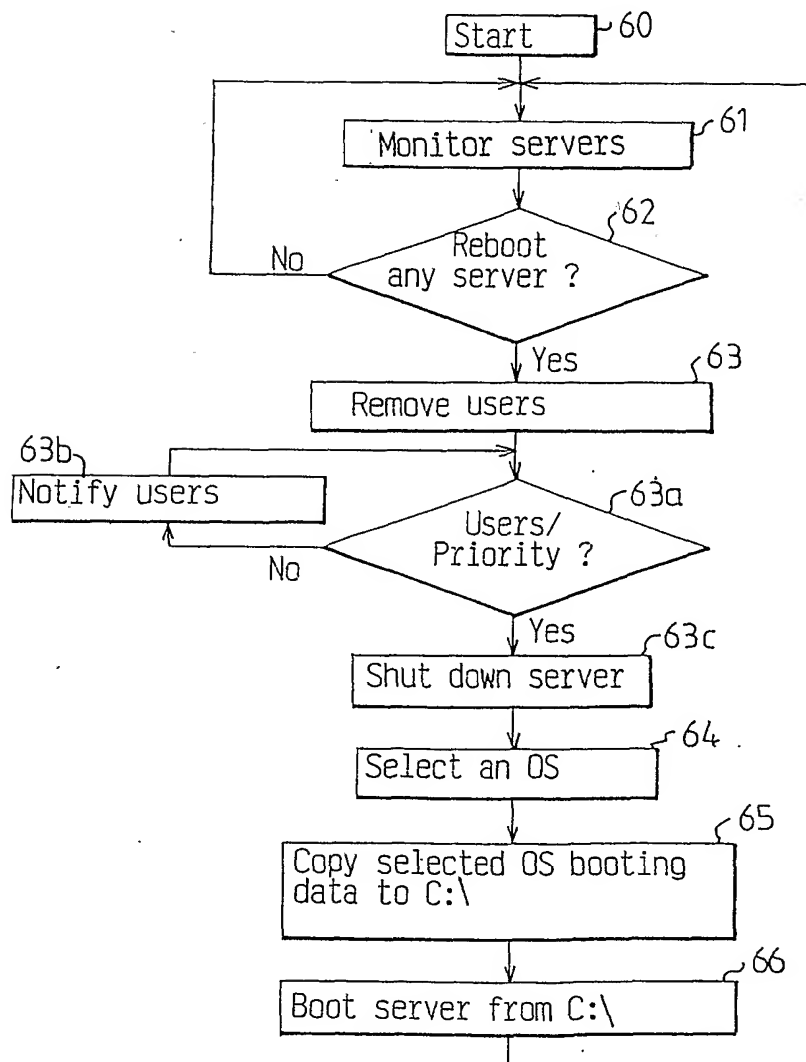 Start
60
61
Monitor servers
62
Reboot
any server ?
No
Yes
63
Remove users
63b
Notify users
63a
Users/
Priority ?
No
Yes
63c
Shut down server
64
Select an OS
65
Copy selected OS booting
data to C:\
66
Boot server from C:\